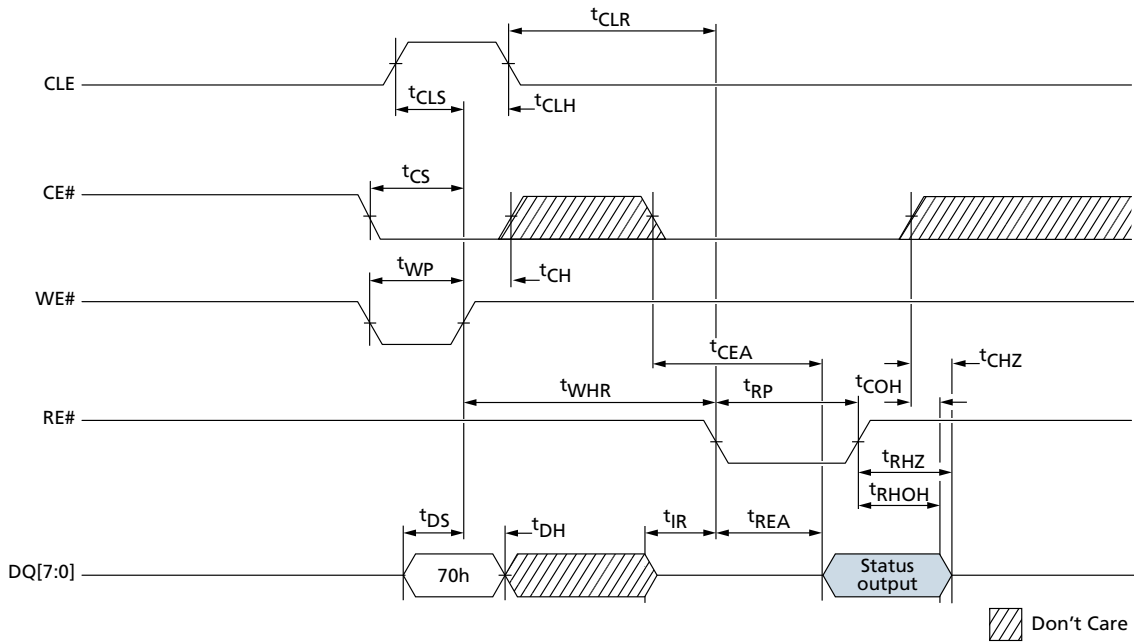 tCLR
CLE
tCLS
tCLH
tCS
CE#
tWP
tCH
WE#
tCEA
tCHZ
tCOH
tWHR
tRP
RE#
tRHZ
tRHOH
tDS
tDH
tIR
tREA
DQ[7:0]
70h
Status
output
Don't Care